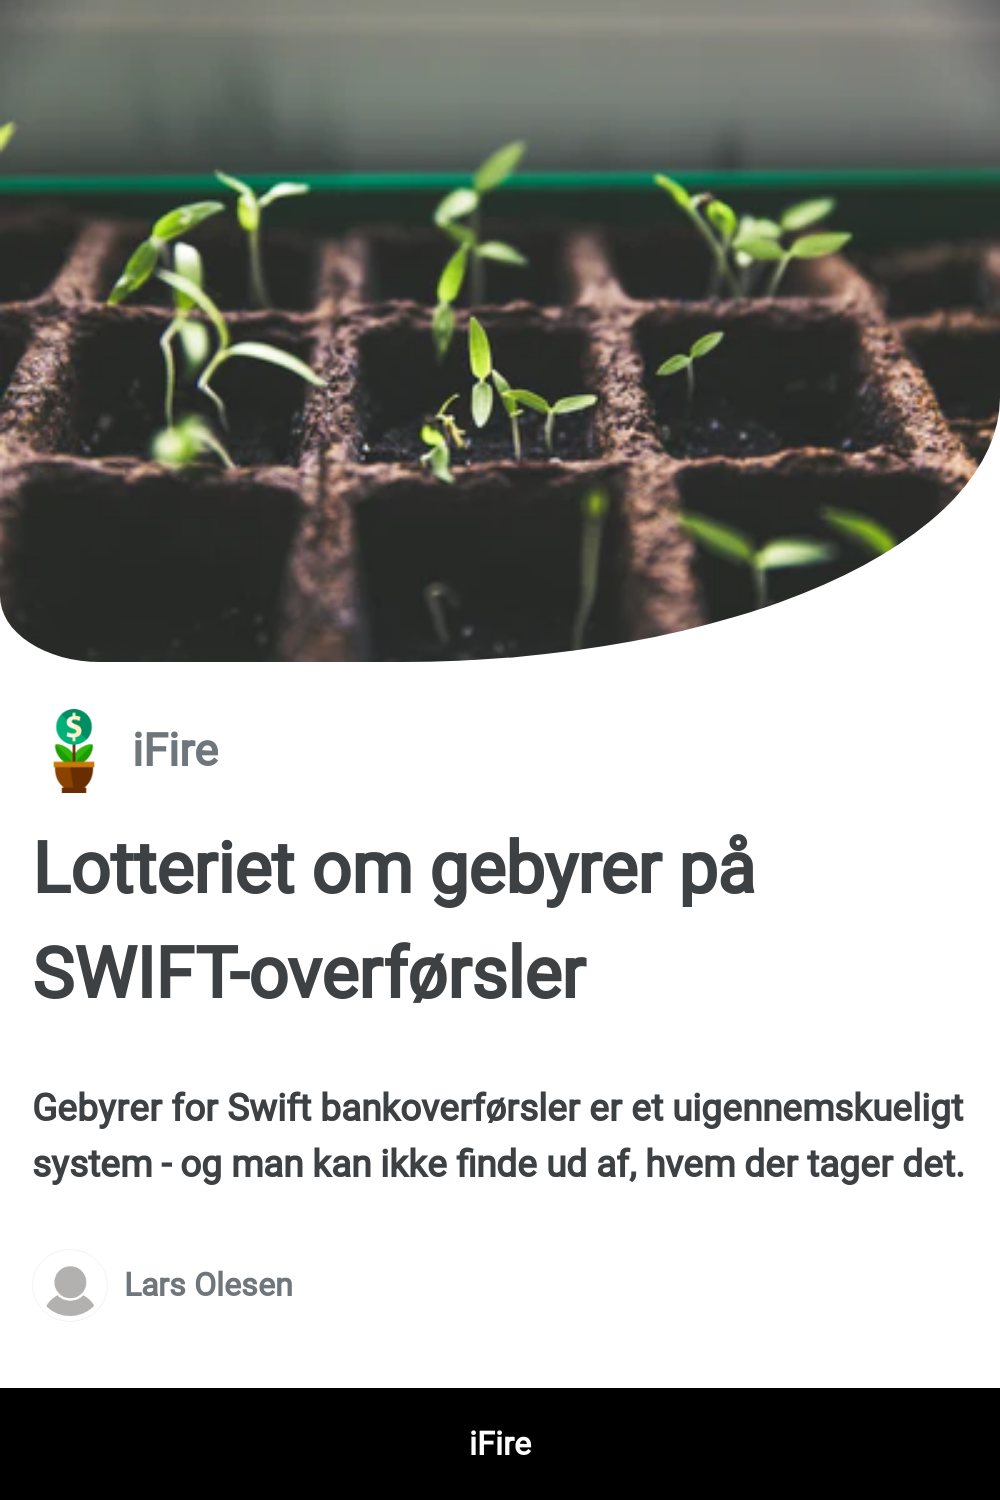 $
iFire
Lotteriet om gebyrer på
SWIFT-overførsler
Gebyrer for Swift bankoverførsler er et uigennemskueligt
system - og man kan ikke finde ud af, hvem der tager det.
Lars Olesen
iFire